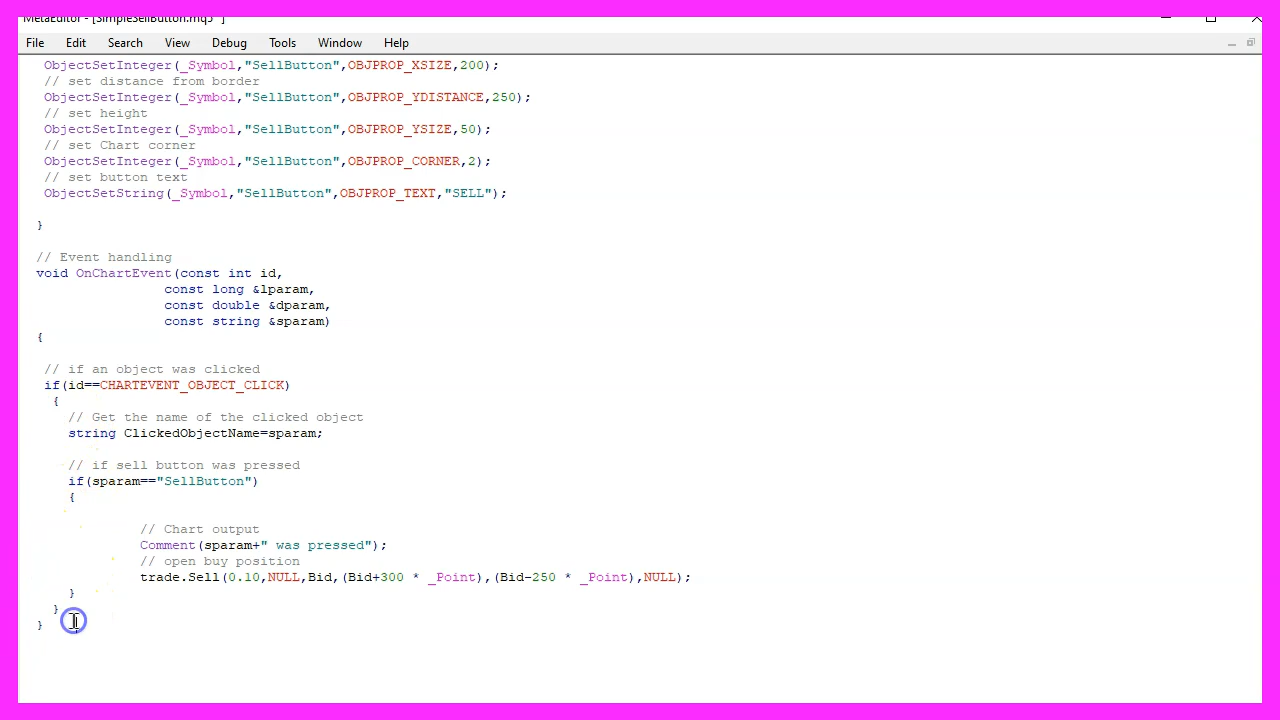 MetaEditor - [SimpleSellButton.mq5 *]
File Edit Search View Debug Tools Window Help
ObjectSetInteger(_Symbol,"SellButton",OBJPROP_XSIZE,200);
// set distance from border
ObjectSetInteger(_Symbol,"SellButton",OBJPROP_YDISTANCE,250);
// set height
ObjectSetInteger(_Symbol,"SellButton",OBJPROP_YSIZE,50);
// set Chart corner
ObjectSetInteger(_Symbol,"SellButton",OBJPROP_CORNER,2);
// set button text
ObjectSetString(_Symbol,"SellButton",OBJPROP_TEXT,"SELL");
}
// Event handling
void OnChartEvent(const int id,
const long &lparam,
const double &dparam,
const string &sparam)
{
// if an object was clicked
if(id==CHARTEVENT_OBJECT_CLICK)
{
// Get the name of the clicked object
string ClickedObjectName=sparam;
// if sell button was pressed
if(sparam=="SellButton")
{
// Chart output
Comment(sparam+" was pressed");
// open buy position
trade.Sell(0.10,NULL,Bid,(Bid+300 * _Point),(Bid-250 * _Point),NULL);
}
}
}